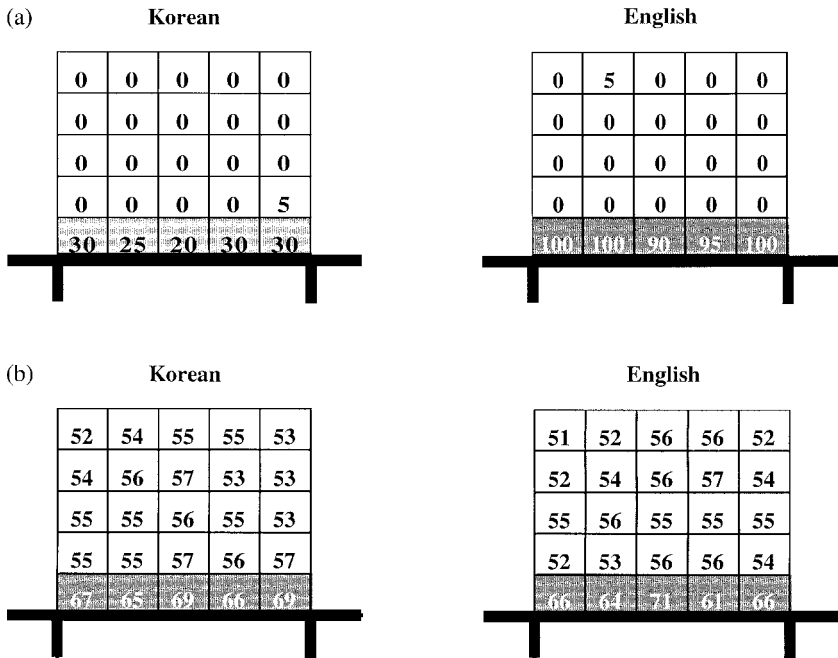 (a) Korean English
0 0 0 0 0 0 5 0 0 0
0 0 0 0 0 0 0 0 0 0
0 0 0 0 0 0 0 0 0 0
0 0 0 0 5 0 0 0 0 0
30 25 20 30 30 100 100 90 95 100
(b) Korean English
52 54 55 55 53 51 52 56 56 52
54 56 57 53 53 52 54 56 57 54
55 55 56 55 53 55 56 55 55 55
55 55 57 56 57 52 53 56 56 54
67 65 69 66 69 66 64 71 61 66